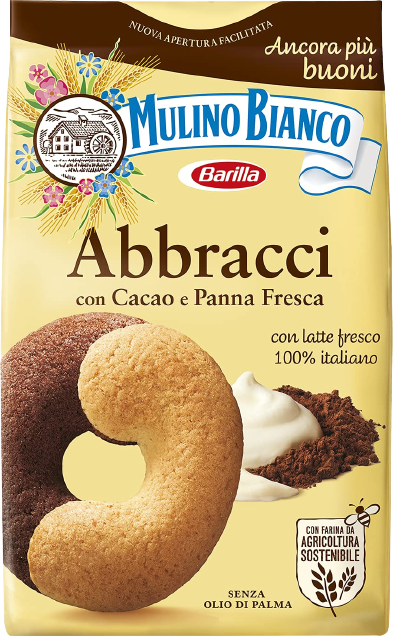 NUOVA APERTURA FACILITATA
Ancora più
buoni
MULINO BIANCO
Barilla
Abbracci
con Cacao e Panna Fresca
con latte fresco
100% italiano
CON FARINA DA
AGRICOLTURA
SOSTENIBILE
SENZA
OLIO DI PALMA